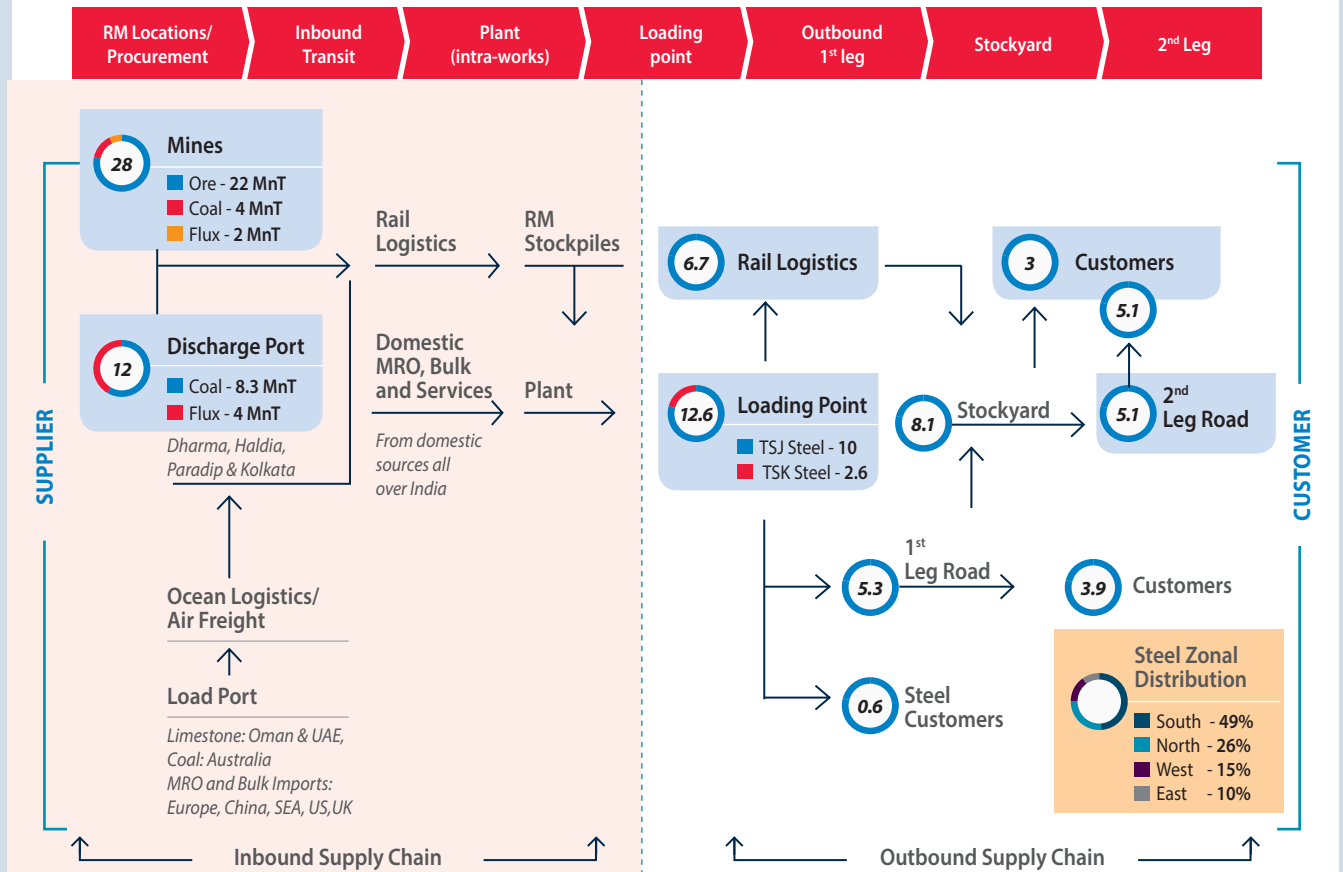 RM Locations/
Procurement
Inbound
Transit
Plant
(intra-works)
Loading
point
Outbound
1st leg
Stockyard
2nd Leg
SUPPLIER
28
Mines
Ore - 22 MnT
Coal - 4 MnT
Flux - 2 MnT
12
Discharge Port
Coal - 8.3 MnT
Flux - 4 MnT
Dharma, Haldia,
Paradip & Kolkata
Ocean Logistics/
Air Freight
Load Port
Limestone: Oman & UAE,
Coal: Australia
MRO and Bulk Imports:
Europe, China, SEA, US,UK
Rail
Logistics
RM
Stockpiles
Domestic
MRO, Bulk
and Services
From domestic
sources all
over India
Plant
Inbound Supply Chain
6.7
Rail Logistics
12.6
Loading Point
TSJ Steel - 10
TSK Steel - 2.6
3
Customers
5.1
8.1
Stockyard
5.1
2nd
Leg Road
5.3
1st
Leg Road
3.9
Customers
0.6
Steel
Customers
Steel Zonal
Distribution
South - 49%
North - 26%
West - 15%
East - 10%
CUSTOMER
Outbound Supply Chain